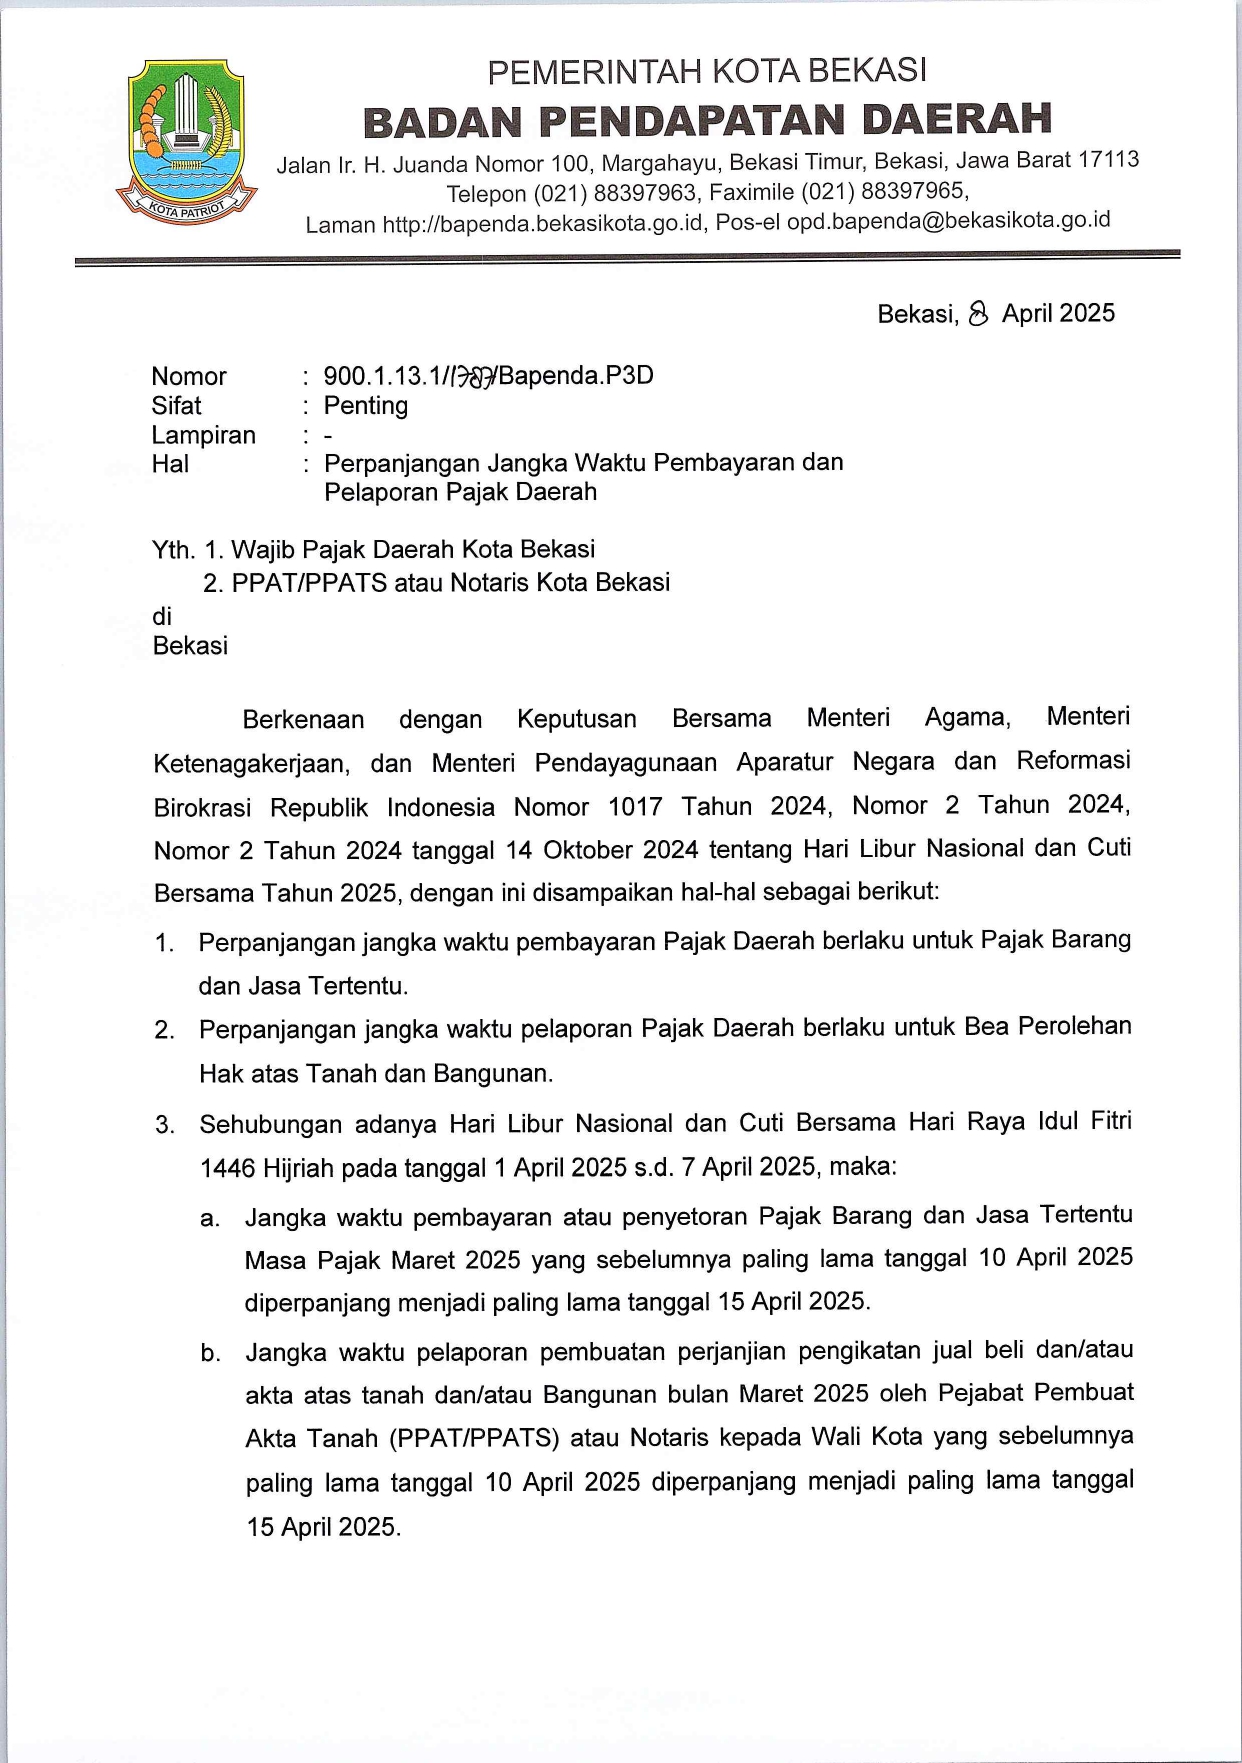 PEMERINTAH KOTA BEKASI
BADAN PENDAPATAN DAERAH
Jalan Ir. H. Juanda Nomor 100, Margahayu, Bekasi Timur, Bekasi, Jawa Barat 17113
Telepon (021) 88397963, Faximile (021) 88397965,
Laman http://bapenda.bekasikota.go.id, Pos-el opd.bapenda@bekasikota.go.id
KOTA PATRIOT
Bekasi, 8 April 2025
Nomor : 900.1.13.1/ /Bapenda.P3D
Sifat : Penting
Lampiran : -
Hal : Perpanjangan Jangka Waktu Pembayaran dan
Pelaporan Pajak Daerah
Yth. 1. Wajib Pajak Daerah Kota Bekasi
2. PPAT/PPATS atau Notaris Kota Bekasi
di
Bekasi
Berkenaan dengan Keputusan Bersama Menteri Agama, Menteri
Ketenagakerjaan, dan Menteri Pendayagunaan Aparatur Negara dan Reformasi
Birokrasi Republik Indonesia Nomor 1017 Tahun 2024, Nomor 2 Tahun 2024,
Nomor 2 Tahun 2024 tanggal 14 Oktober 2024 tentang Hari Libur Nasional dan Cuti
Bersama Tahun 2025, dengan ini disampaikan hal-hal sebagai berikut:
1. Perpanjangan jangka waktu pembayaran Pajak Daerah berlaku untuk Pajak Barang
dan Jasa Tertentu.
2. Perpanjangan jangka waktu pelaporan Pajak Daerah berlaku untuk Bea Perolehan
Hak atas Tanah dan Bangunan.
3. Sehubungan adanya Hari Libur Nasional dan Cuti Bersama Hari Raya Idul Fitri
1446 Hijriah pada tanggal 1 April 2025 s.d. 7 April 2025, maka:
a. Jangka waktu pembayaran atau penyetoran Pajak Barang dan Jasa Tertentu
Masa Pajak Maret 2025 yang sebelumnya paling lama tanggal 10 April 2025
diperpanjang menjadi paling lama tanggal 15 April 2025.
b. Jangka waktu pelaporan pembuatan perjanjian pengikatan jual beli dan/atau
akta atas tanah dan/atau Bangunan bulan Maret 2025 oleh Pejabat Pembuat
Akta Tanah (PPAT/PPATS) atau Notaris kepada Wali Kota yang sebelumnya
paling lama tanggal 10 April 2025 diperpanjang menjadi paling lama tanggal
15 April 2025.